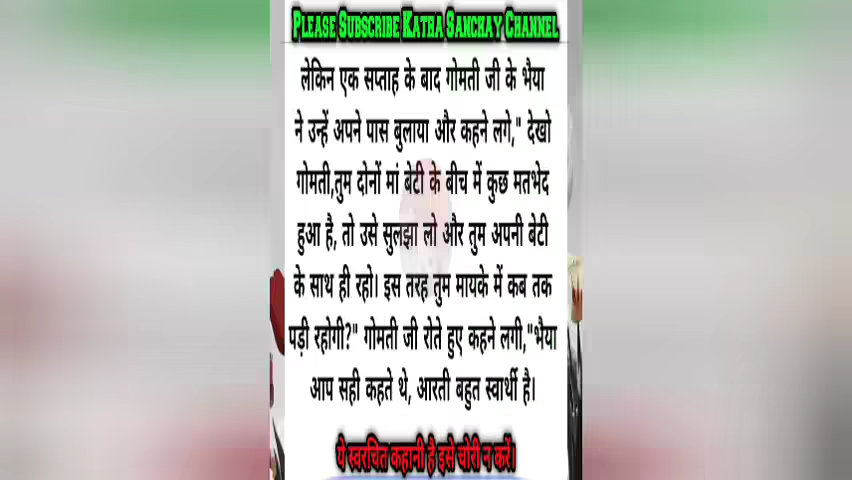 PLEASE SUBSCRIBE KATHA SANCHAY CHANNEL
लेकिन एक सप्ताह के बाद गोमती जी के भैया
ने उन्हें अपने पास बुलाया और कहने लगे," देखो
गोमती,तुम दोनों मां बेटी के बीच में कुछ मतभेद
हुआ है, तो उसे सुलझा लो और तुम अपनी बेटी
के साथ ही रहो। इस तरह तुम मायके में कब तक
पड़ी रहोगी?" गोमती जी रोते हुए कहने लगी,"भैया
आप सही कहते थे, आरती बहुत स्वार्थी है।
ये स्वरचित कहानी है इसे चोरी न करें।